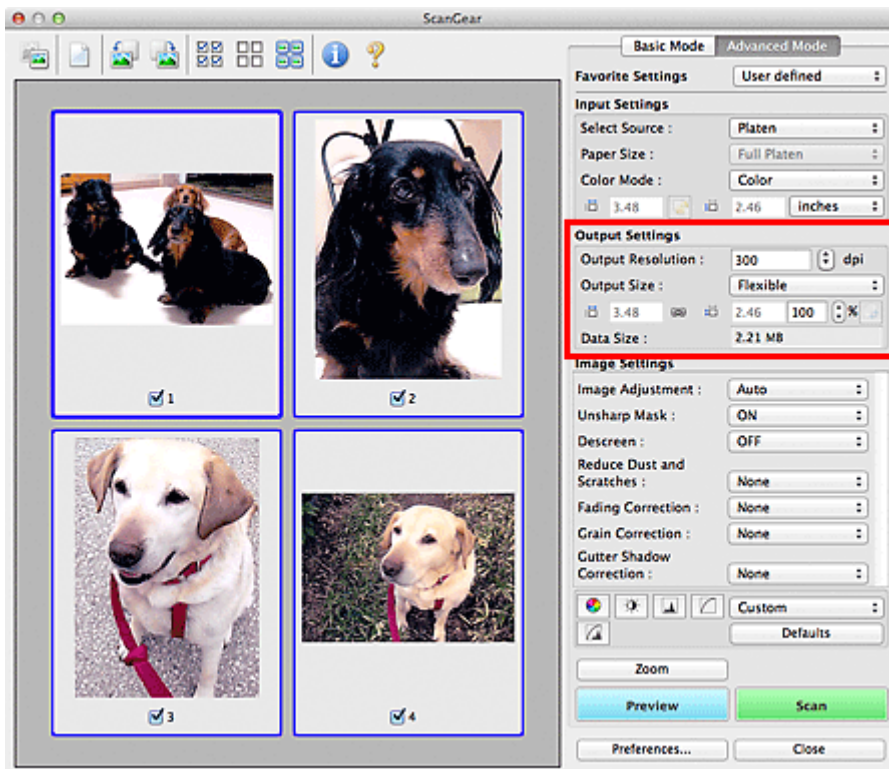 ScanGear
Basic Mode Advanced Mode
Favorite Settings User defined
Input Settings
Select Source : Platen
Paper Size : Full Platen
Color Mode : Color
3.48 2.46 inches
Output Settings
Output Resolution : 300 dpi
Output Size : Flexible
3.48 2.46 100 %
Data Size : 2.21 MB
Image Settings
Image Adjustment : Auto
Unsharp Mask : ON
Descreen : OFF
Reduce Dust and
Scratches : None
Fading Correction : None
Grain Correction : None
Gutter Shadow
Correction : None
Custom
Defaults
Zoom
Preview Scan
Preferences... Close
1
2
3
4